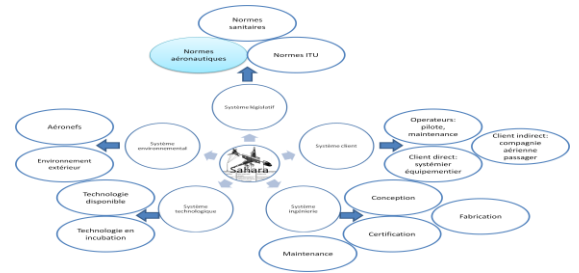 Normes
sanitaires
Normes
aéronautiques
Normes ITU
Système législatif
Aéronefs
Environnement
extérieur
Système
environnemental
Système client
Operateurs:
pilote,
maintenance
Client direct:
systémier
équipementier
Client indirect:
compagnie
aérienne
passager
Sahara
Technologie
disponible
Technologie en
incubation
Système
technologique
Système
ingenierie
Conception
Certification
Fabrication
Maintenance